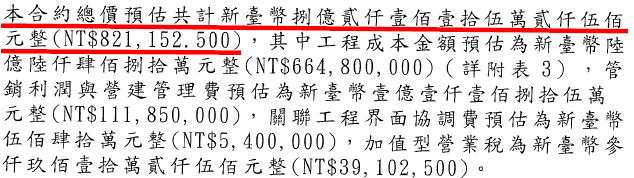 本合約總價預估共計新臺幣捌億貳仟壹佰壹拾伍萬貳仟伍佰
元整(NT$821,152.500)，其中工程成本金額預估為新臺幣陸
億陸仟肆佰捌拾萬元整(NT$664,800,000)(詳附表 3)，管
銷利潤與營建管理費預估為新臺幣壹億壹仟壹佰捌拾伍萬
元整(NT$111,850,000)，關聯工程界面協調費預估為新臺幣
伍佰肆拾萬元整(NT$5,400,000)，加值型營業稅為新臺幣參
仟玖佰壹拾萬貳仟伍佰元整(NT$39,102,500)。